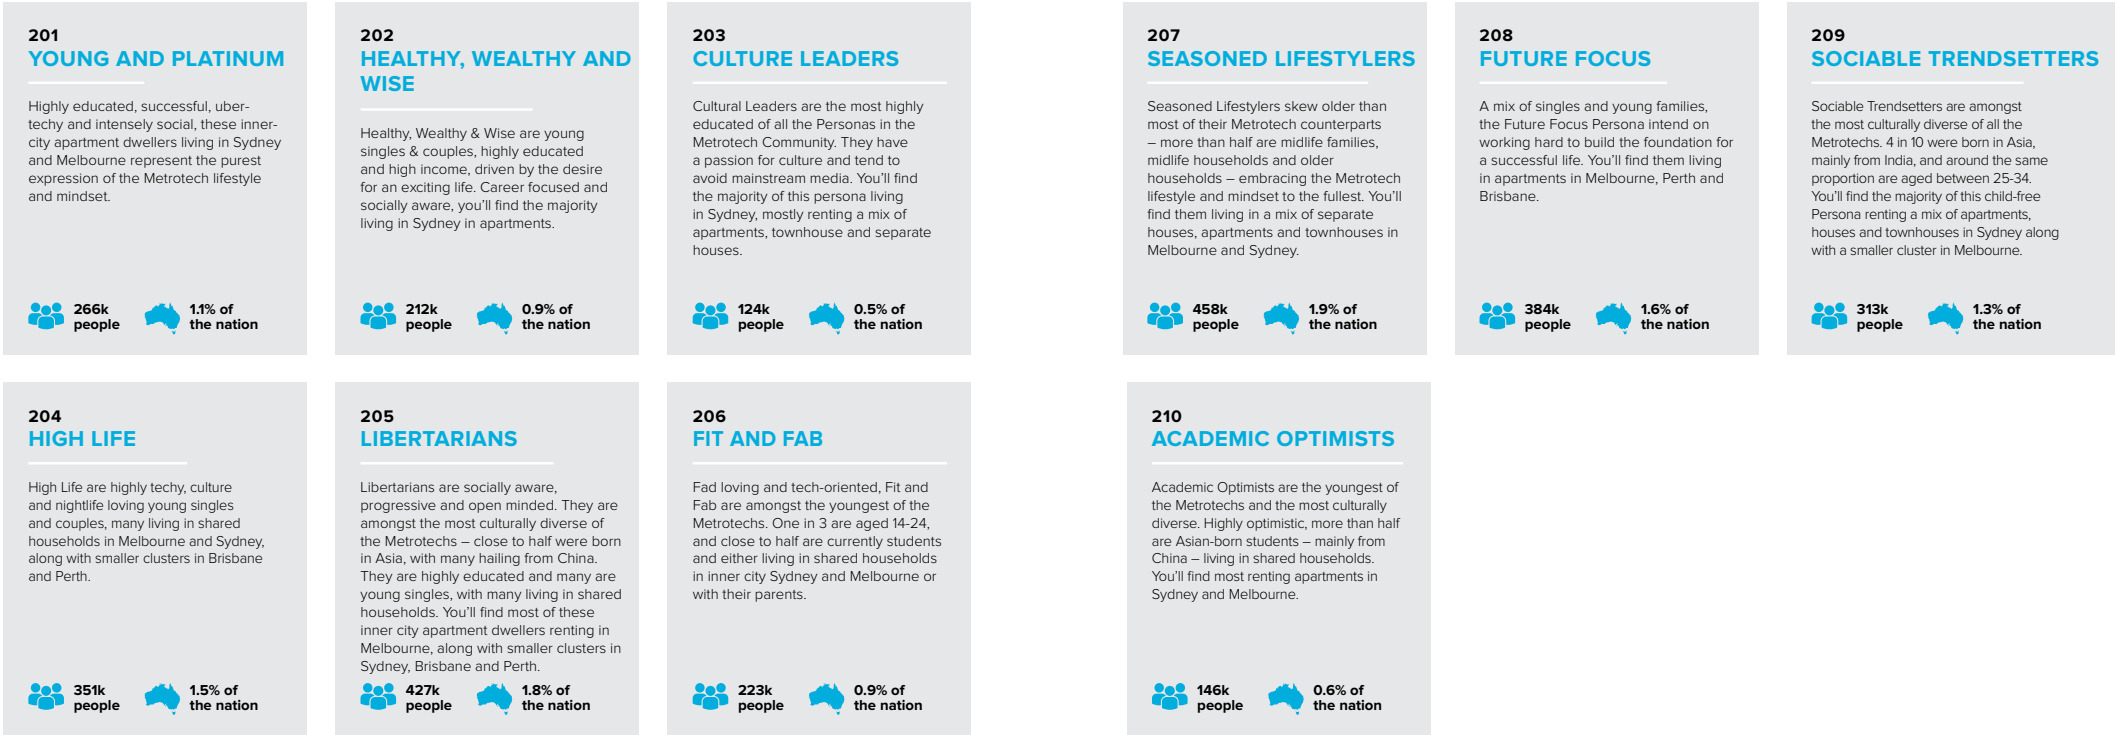 201
YOUNG AND PLATINUM
Highly educated, successful, uber-
techy and intensely social, these inner-
city apartment dwellers living in Sydney
and Melbourne represent the purest
expression of the Metrotech lifestyle
and mindset.
266k
people
1.1% of
the nation
202
HEALTHY, WEALTHY AND
WISE
Healthy, Wealthy & Wise are young
singles & couples, highly educated
and high income, driven by the desire
for an exciting life. Career focused and
socially aware, you'll find the majority
living in Sydney in apartments.
212k
people
0.9% of
the nation
203
CULTURE LEADERS
Cultural Leaders are the most highly
educated of all the Personas in the
Metrotech Community. They have
a passion for culture and tend to
avoid mainstream media. You'll find
the majority of this persona living
in Sydney, mostly renting a mix of
apartments, townhouse and separate
houses.
124k
people
0.5% of
the nation
207
SEASONED LIFESTYLERS
Seasoned Lifestylers skew older than
most of their Metrotech counterparts
– more than half are midlife families,
midlife households and older
households – embracing the Metrotech
lifestyle and mindset to the fullest. You'll
find them living in a mix of separate
houses, apartments and townhouses in
Melbourne and Sydney.
458k
people
1.9% of
the nation
208
FUTURE FOCUS
A mix of singles and young families,
the Future Focus Persona intend on
working hard to build the foundation for
a successful life. You'll find them living
in apartments in Melbourne, Perth and
Brisbane.
384k
people
1.6% of
the nation
209
SOCIABLE TRENDSETTERS
Sociable Trendsetters are amongst
the most culturally diverse of all the
Metrotechs. 4 in 10 were born in Asia,
mainly from India, and around the same
proportion are aged between 25-34.
You'll find the majority of this child-free
Persona renting a mix of apartments,
houses and townhouses in Sydney along
with a smaller cluster in Melbourne.
313k
people
1.3% of
the nation
204
HIGH LIFE
High Life are highly techy, culture
and nightlife loving young singles
and couples, many living in shared
households in Melbourne and Sydney,
along with smaller clusters in Brisbane
and Perth.
351k
people
1.5% of
the nation
205
LIBERTARIANS
Libertarians are socially aware,
progressive and open minded. They are
amongst the most culturally diverse of
the Metrotechs – close to half were born
in Asia, with many hailing from China.
They are highly educated and many are
young singles, with many living in shared
households. You'll find most of these
inner city apartment dwellers renting in
Melbourne, along with smaller clusters in
Sydney, Brisbane and Perth.
427k
people
1.8% of
the nation
206
FIT AND FAB
Fad loving and tech-oriented, Fit and
Fab are amongst the youngest of the
Metrotechs. One in 3 are aged 14-24,
and close to half are currently students
and either living in shared households
in inner city Sydney and Melbourne or
with their parents.
223k
people
0.9% of
the nation
210
ACADEMIC OPTIMISTS
Academic Optimists are the youngest of
the Metrotechs and the most culturally
diverse. Highly optimistic, more than half
are Asian-born students – mainly from
China – living in shared households.
You'll find most renting apartments in
Sydney and Melbourne.
146k
people
0.6% of
the nation